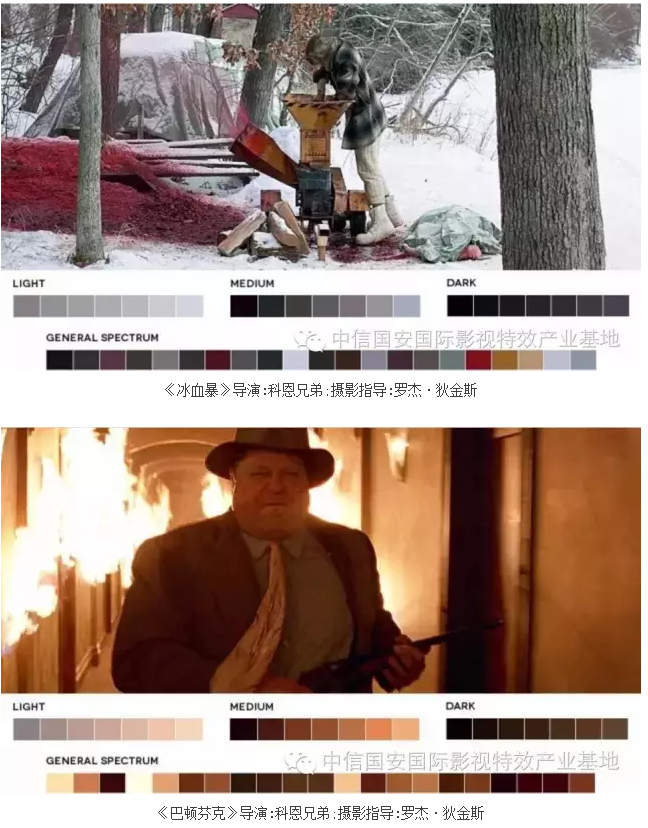 LIGHT
MEDIUM
DARK
GENERAL SPECTRUM
中信国安国际影视特效产业基地
《冰血暴》导演:科恩兄弟;摄影指导:罗杰·狄金斯
LIGHT
MEDIUM
DARK
GENERAL SPECTRUM
中信国安国际影视特效产业基地
《巴顿芬克》导演:科恩兄弟;摄影指导:罗杰·狄金斯